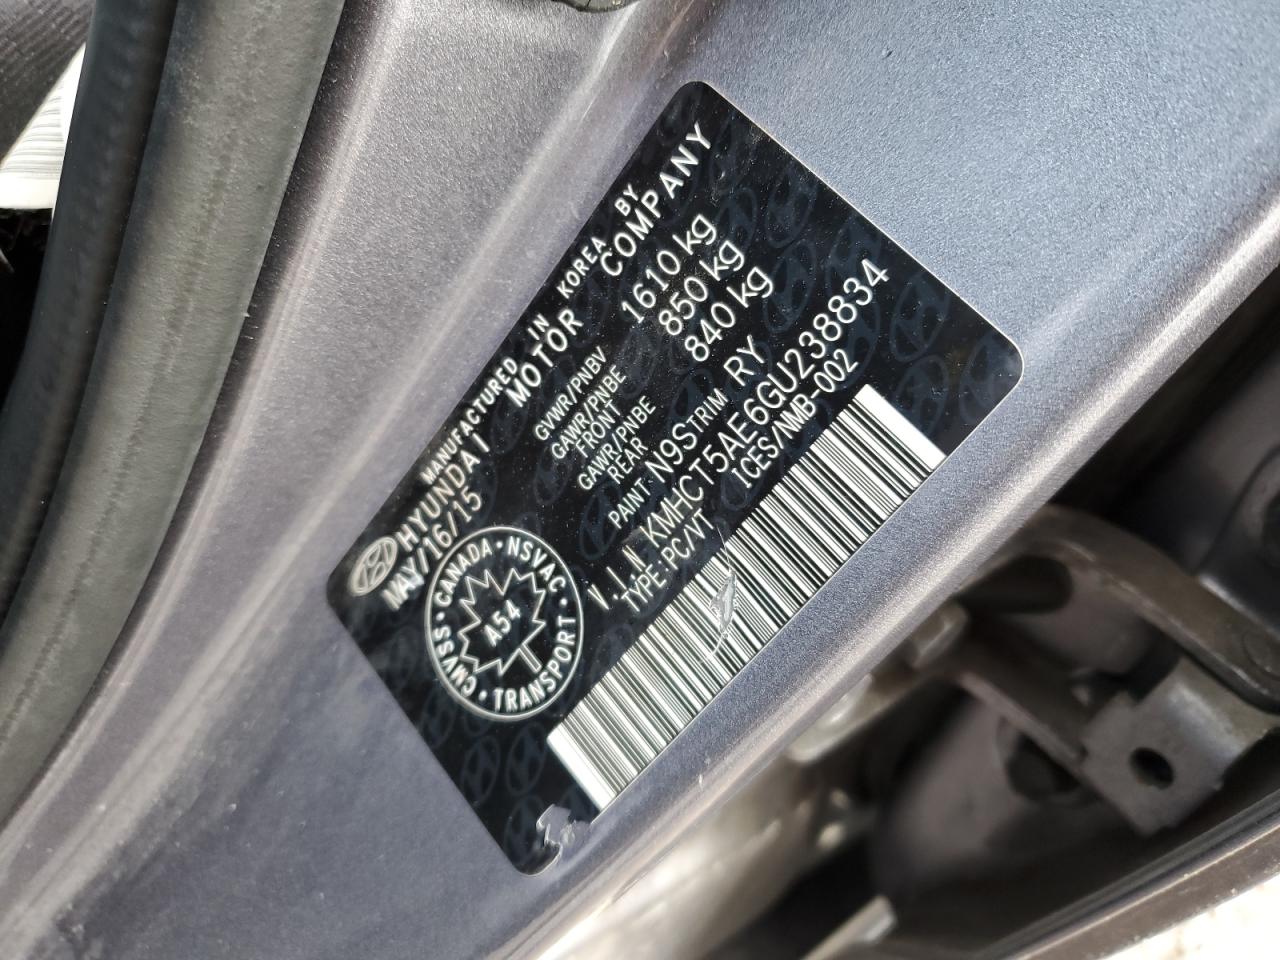 MANUFACTURED IN KOREA BY
HYUNDAI MOTOR COMPANY
MAY/16/15
GVWR/PNBV 1610 kg
GAWR/PNBE FRONT 850 kg
GAWR/PNBE REAR 840 kg
PAINT N9S TRIM RY
V.I.N KMHCT5AE6GU238834
TYPE: PC/VT ICES/NMB-002
CANADA · NSVAC · TRANSPORT · CMVSS ·
A54